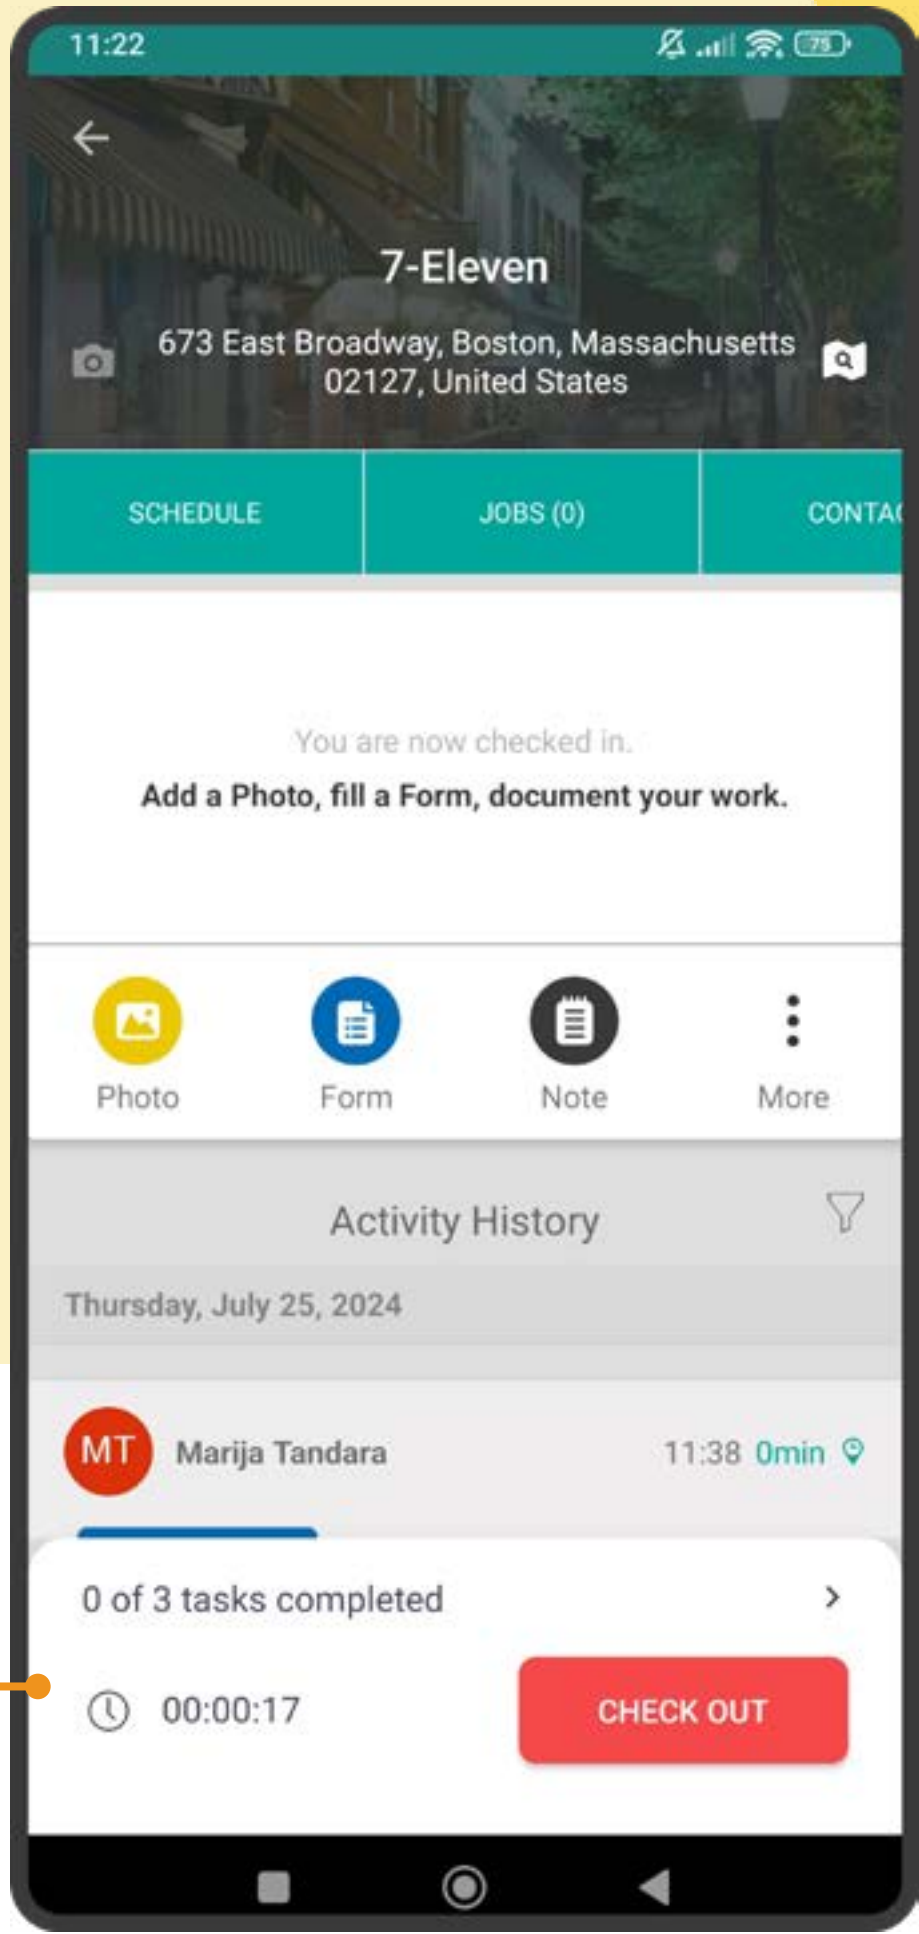 11:22
75
7-Eleven
673 East Broadway, Boston, Massachusetts
02127, United States
SCHEDULE
JOBS (0)
CONTAC
You are now checked in.
Add a Photo, fill a Form, document your work.
Photo
Form
Note
More
Activity History
Thursday, July 25, 2024
MT
Marija Tandara
11:38 0min
0 of 3 tasks completed
00:00:17
CHECK OUT